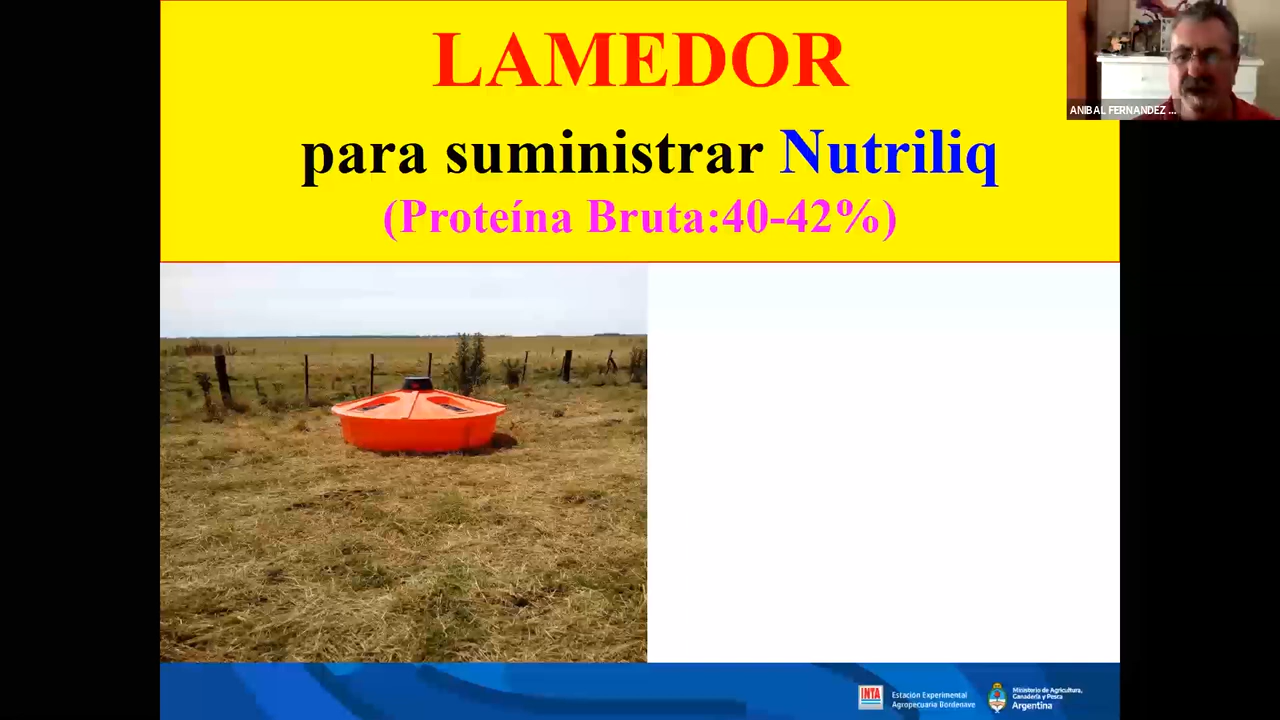 LAMEDOR
para suministrar Nutriliq
(Proteína Bruta:40-42%)
ANIBAL FERNANDEZ ...
INTA
Estación Experimental
Agropecuaria Bordenave
Ministerio de Agricultura,
Ganadería y Pesca
Argentina